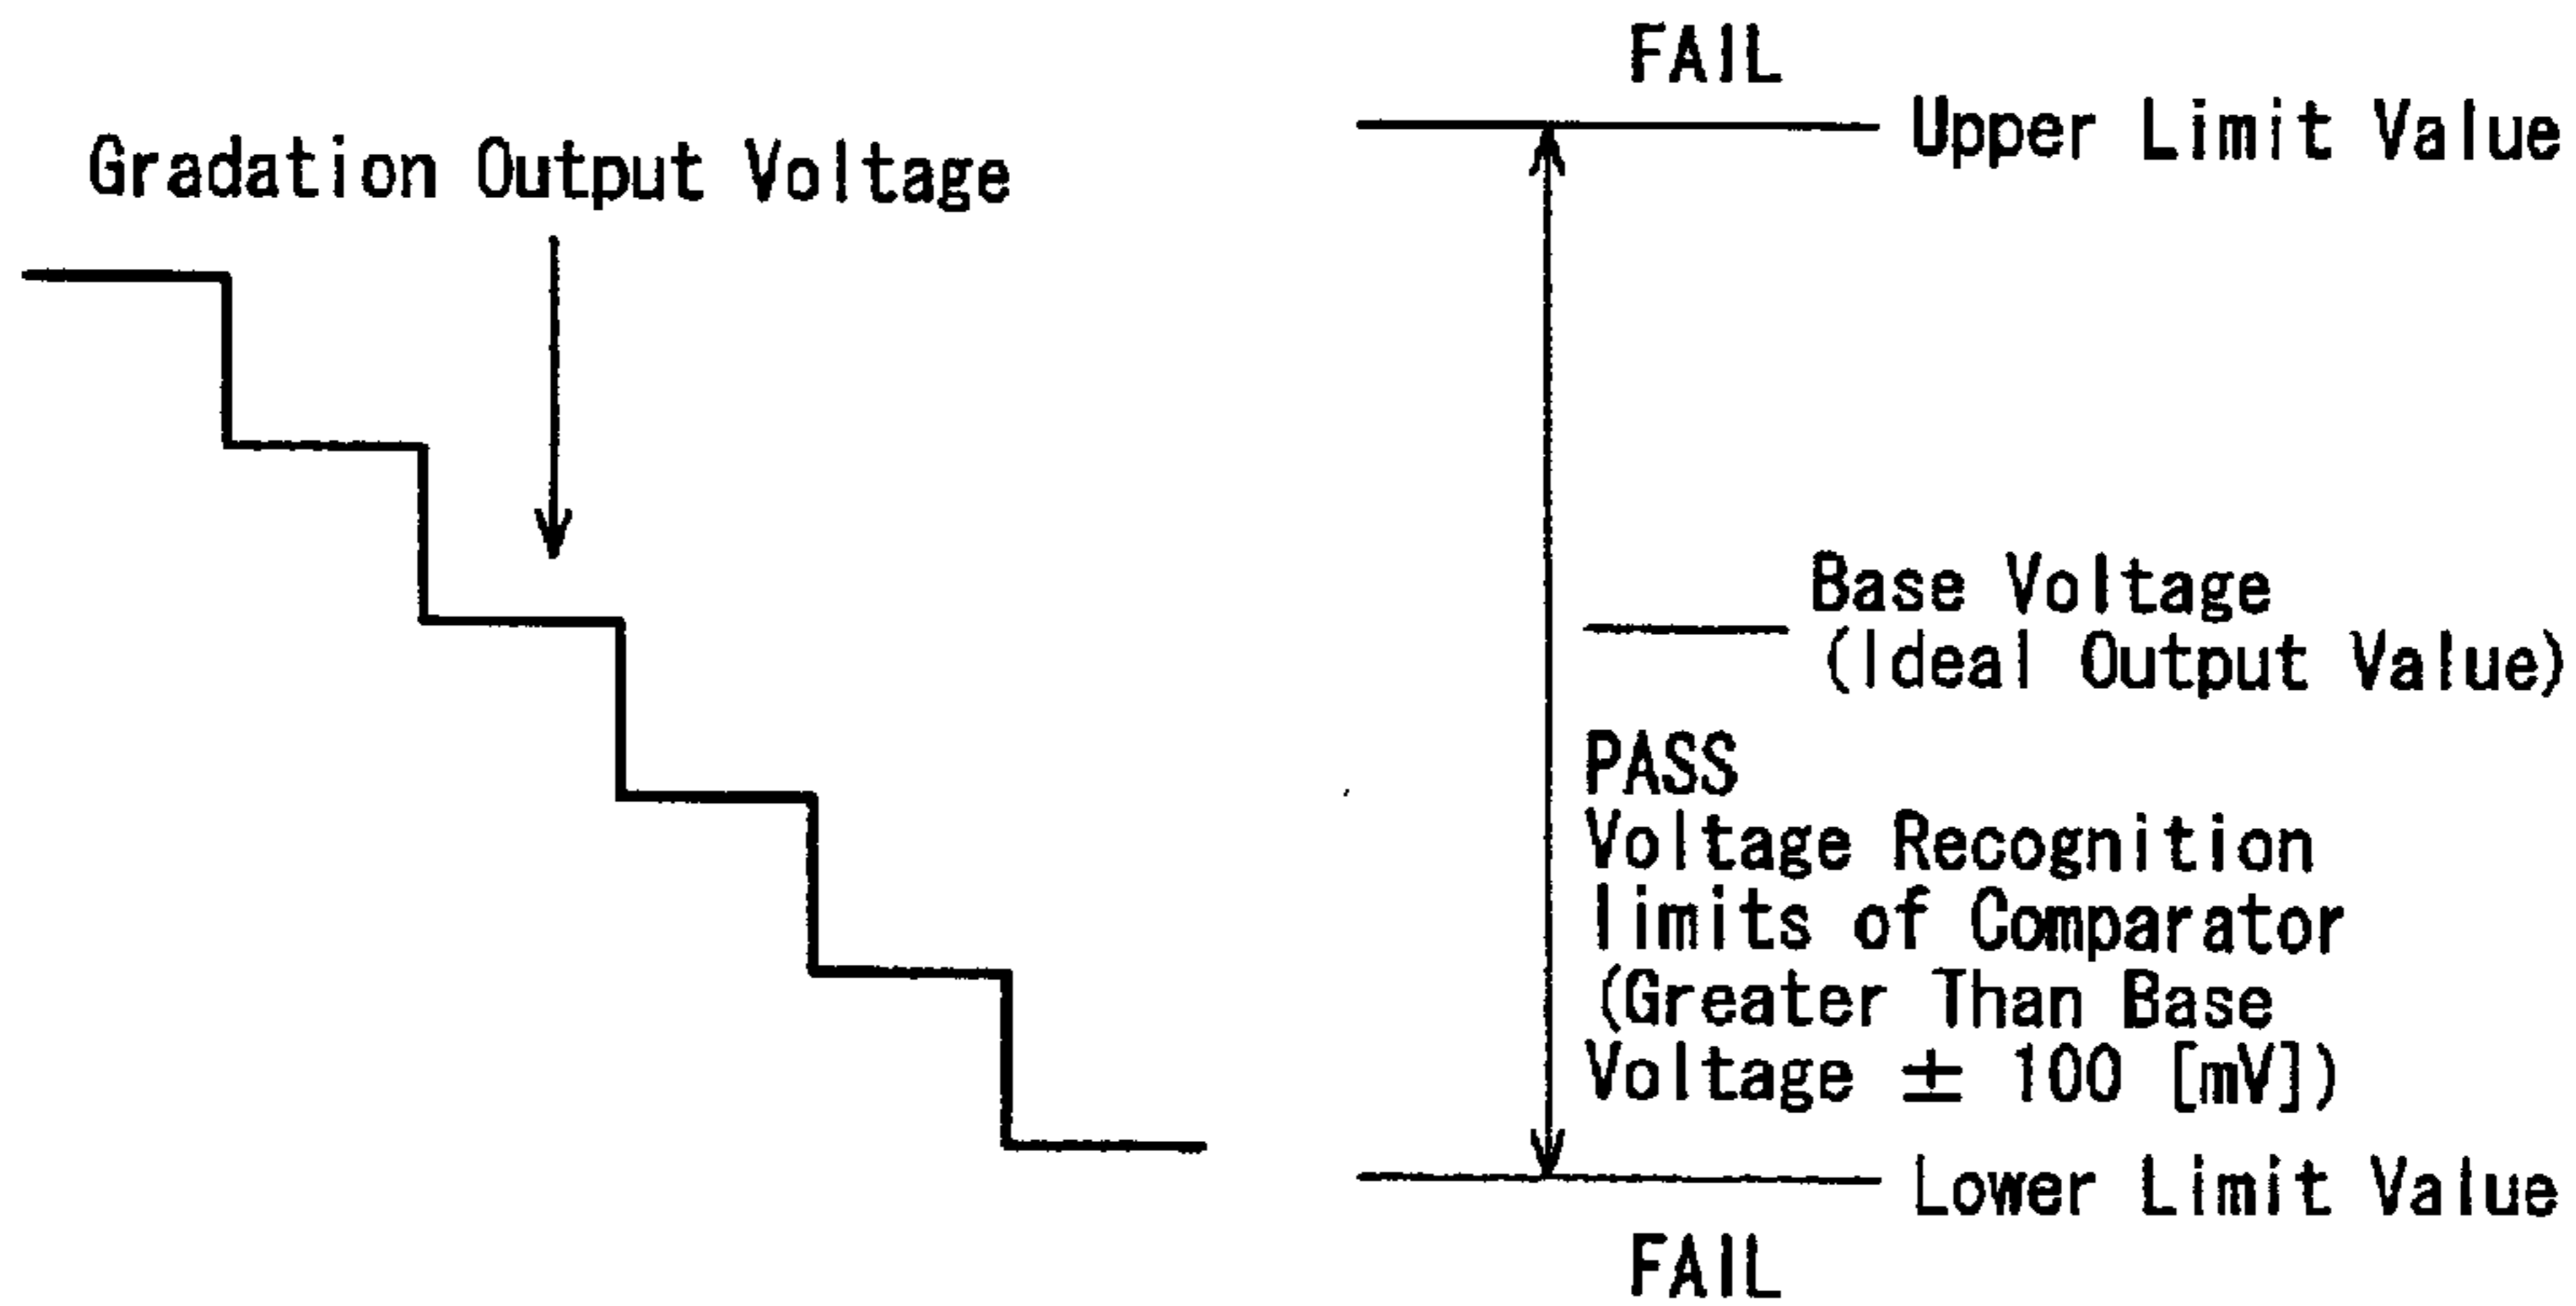 FAIL
Upper Limit Value
Gradation Output Voltage
Base Voltage
(Ideal Output Value)
PASS
Voltage Recognition
limits of Comparator
(Greater Than Base
Voltage ± 100 [mV])
Lower Limit Value
FAIL